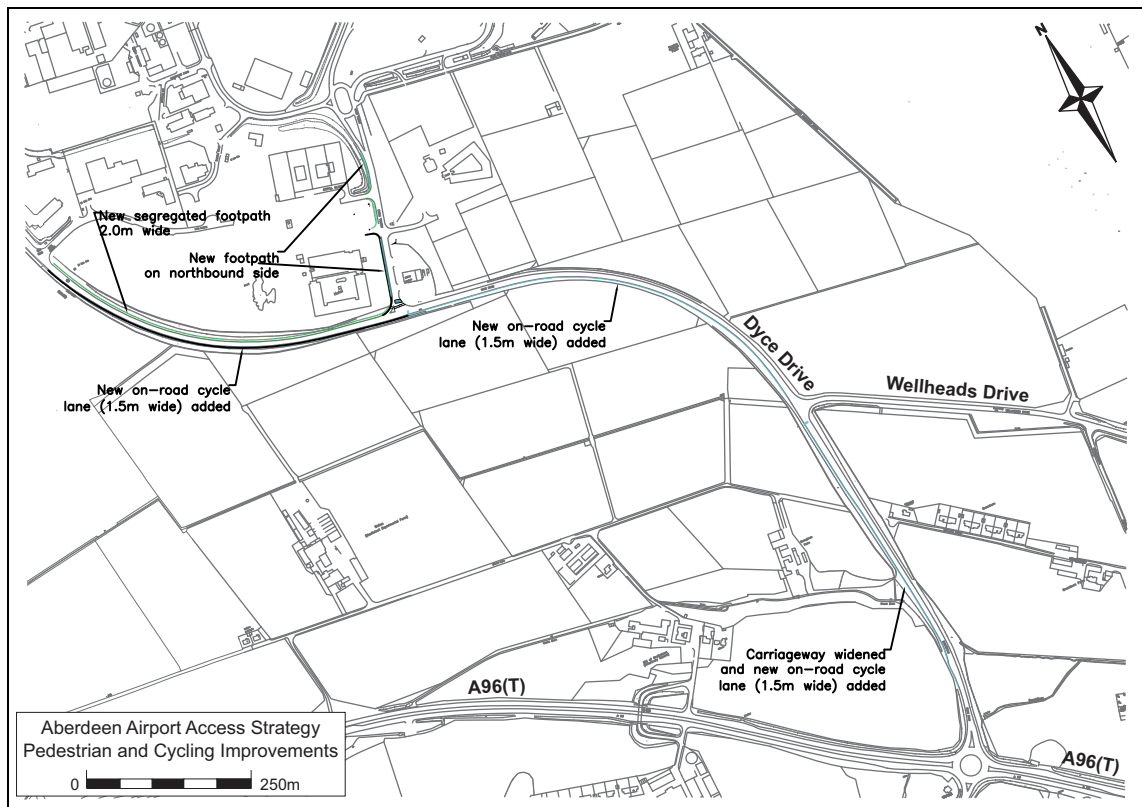 N
New segregated footpath
2.0m wide
New footpath
on northbound side
New on-road cycle
lane (1.5m wide) added
Dyce Drive
Wellheads Drive
New on-road cycle
lane (1.5m wide) added
Carriageway widened
and new on-road cycle
lane (1.5m wide) added
A96(T)
A96(T)
Aberdeen Airport Access Strategy
Pedestrian and Cycling Improvements
0 250m